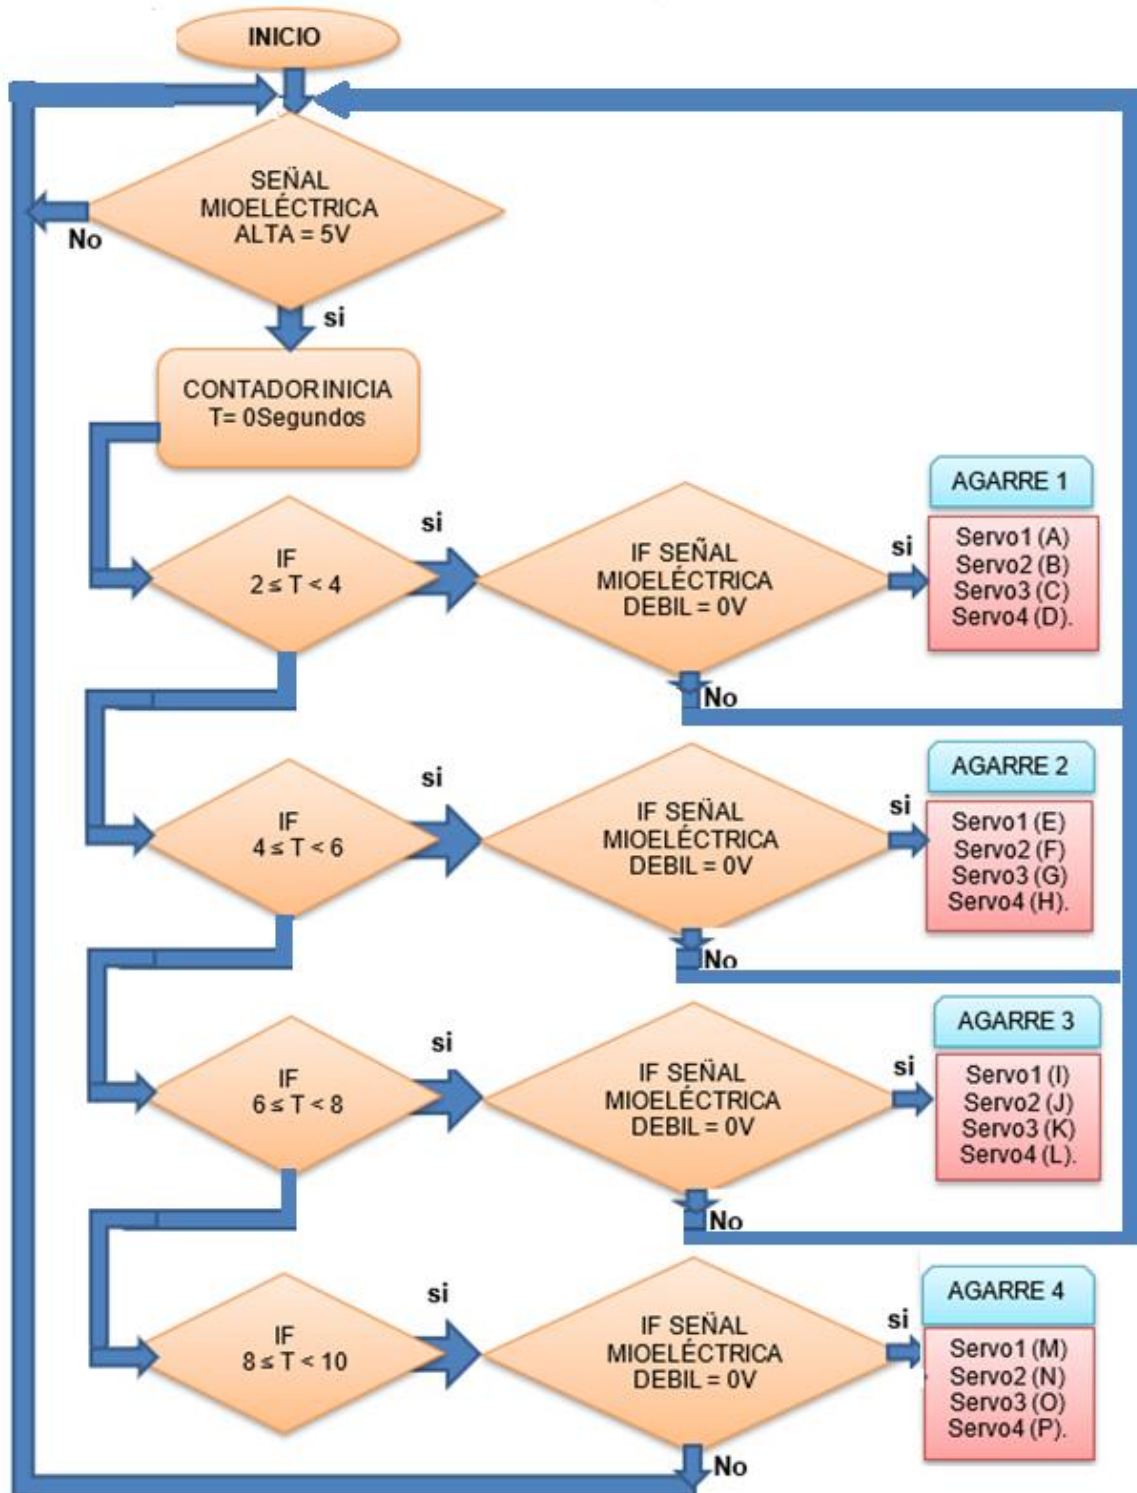 INICIO
SEÑAL
MIOELÉCTRICA
ALTA = 5V
No
si
CONTADOR INICIA
T= 0Segundos
IF
2 ≤ T < 4
si
IF SEÑAL
MIOELÉCTRICA
DEBIL = 0V
si
No
AGARRE 1
Servo1 (A)
Servo2 (B)
Servo3 (C)
Servo4 (D).
IF
4 ≤ T < 6
si
IF SEÑAL
MIOELÉCTRICA
DEBIL = 0V
si
No
AGARRE 2
Servo1 (E)
Servo2 (F)
Servo3 (G)
Servo4 (H).
IF
6 ≤ T < 8
si
IF SEÑAL
MIOELÉCTRICA
DEBIL = 0V
si
No
AGARRE 3
Servo1 (I)
Servo2 (J)
Servo3 (K)
Servo4 (L).
IF
8 ≤ T < 10
si
IF SEÑAL
MIOELÉCTRICA
DEBIL = 0V
si
No
AGARRE 4
Servo1 (M)
Servo2 (N)
Servo3 (O)
Servo4 (P).